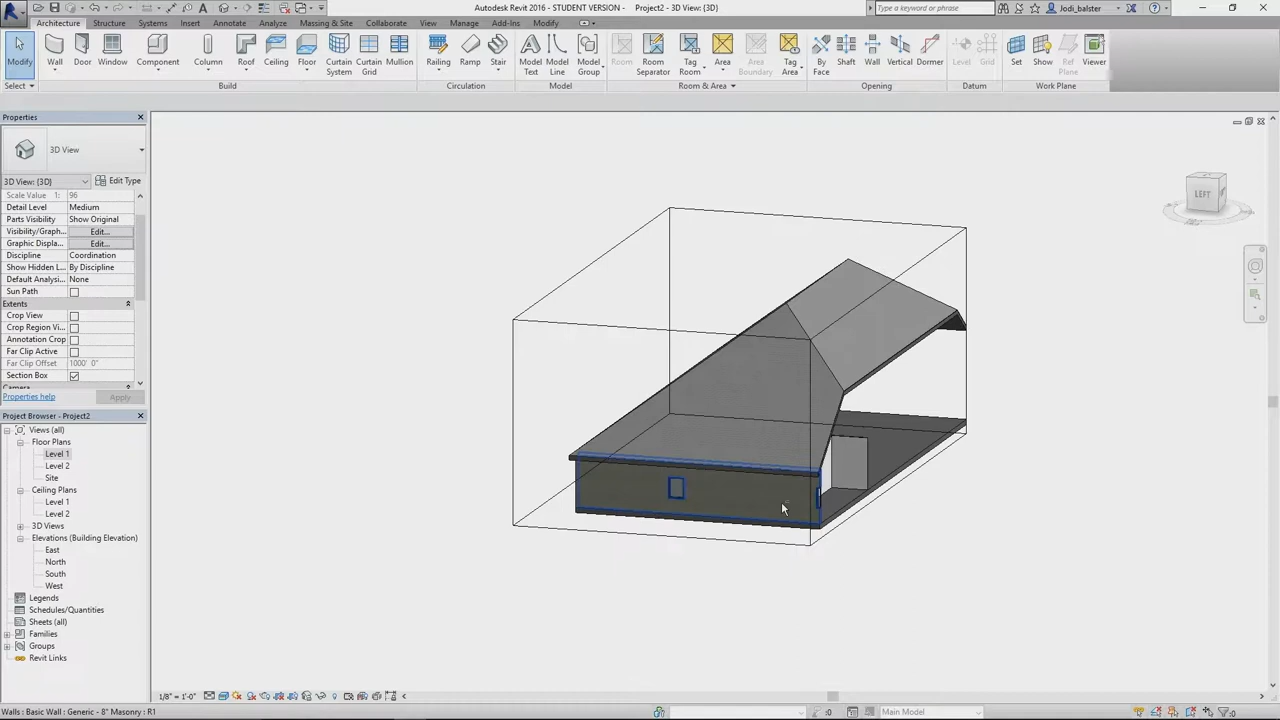 Autodesk Revit 2016 - STUDENT VERSION - Project2 - 3D View: {3D}
Type a keyword or phrase
Jodi_balster
Architecture Structure Systems Insert Annotate Analyze Massing & Site Collaborate View Manage Add-Ins Modify
Modify Wall Door Window Component Column Roof Ceiling Floor Curtain System Curtain Grid Mullion Railing Ramp Stair Model Text Model Line Model Group Room Room Separator Tag Room Area Area Boundary Tag Area By Face Shaft Wall Vertical Dormer Level Grid Set Show Ref Plane Viewer
Select Build Circulation Model Room & Area Opening Datum Work Plane
Properties
3D View
3D View: {3D} Edit Type
Scale Value 1: 96
Detail Level Medium
Parts Visibility Show Original
Visibility/Graph... Edit...
Graphic Displa... Edit...
Discipline Coordination
Show Hidden L... By Discipline
Default Analysi... None
Sun Path
Extents
Crop View
Crop Region Vi...
Annotation Crop
Far Clip Active
Far Clip Offset 1000' 0"
Section Box
Camera
Properties help Apply
Project Browser - Project2
Views (all)
Floor Plans
Level 1
Level 2
Site
Ceiling Plans
Level 1
Level 2
3D Views
Elevations (Building Elevation)
East
North
South
West
Legends
Schedules/Quantities
Sheets (all)
Families
Groups
Revit Links
LEFT
1/8" = 1'-0"
Walls : Basic Wall : Generic - 8" Masonry : R1
:0 Main Model :0